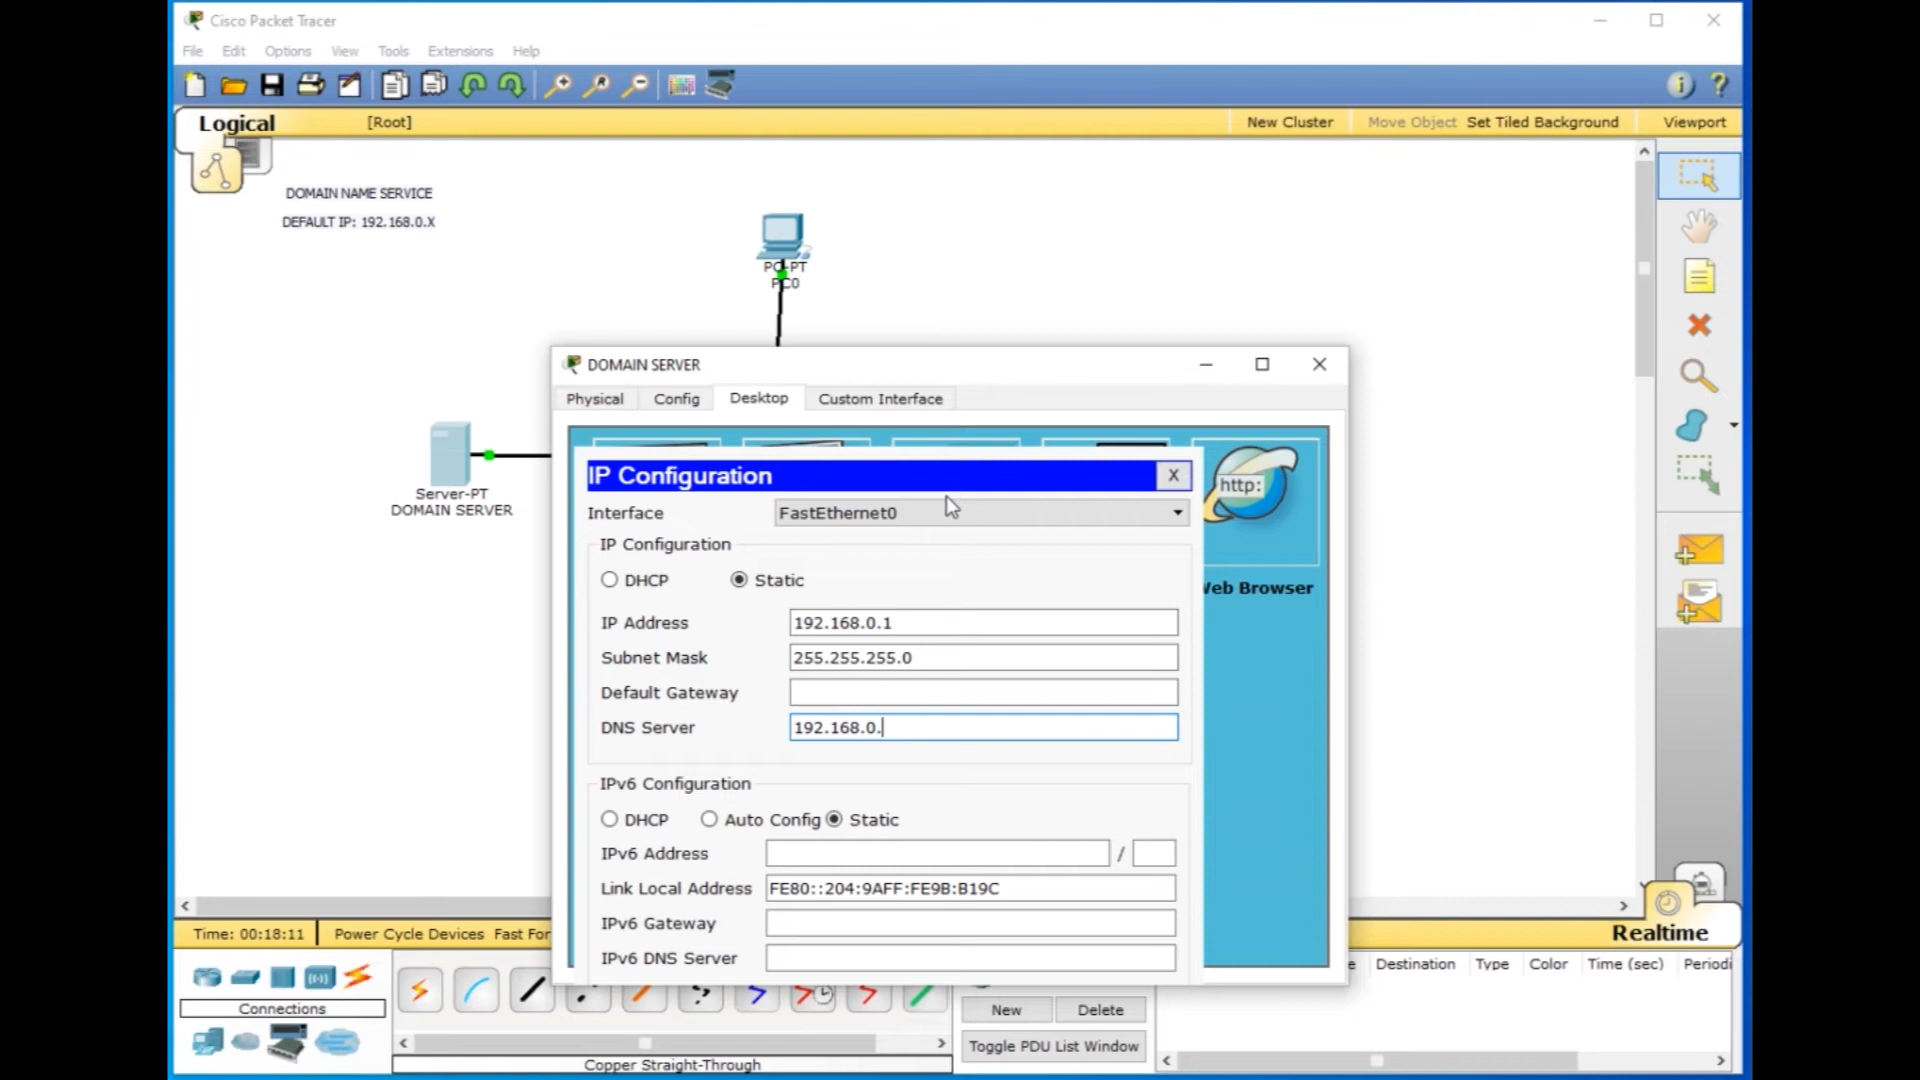 Cisco Packet Tracer
File Edit Options View Tools Extensions Help
Logical [Root] New Cluster Move Object Set Tiled Background Viewport
DOMAIN NAME SERVICE
DEFAULT IP: 192.168.0.X
PC-PT
PC0
DOMAIN SERVER
Physical Config Desktop Custom Interface
Server-PT
DOMAIN SERVER
IP Configuration X
http:
Interface FastEthernet0
IP Configuration
DHCP Static
Web Browser
IP Address 192.168.0.1
Subnet Mask 255.255.255.0
Default Gateway
DNS Server 192.168.0.
IPv6 Configuration
DHCP Auto Config Static
IPv6 Address /
Link Local Address FE80::204:9AFF:FE9B:B19C
IPv6 Gateway
IPv6 DNS Server
Time: 00:18:11 Power Cycle Devices Fast For
Realtime
e Destination Type Color Time (sec) Periodi
Connections
New Delete
Toggle PDU List Window
Copper Straight-Through